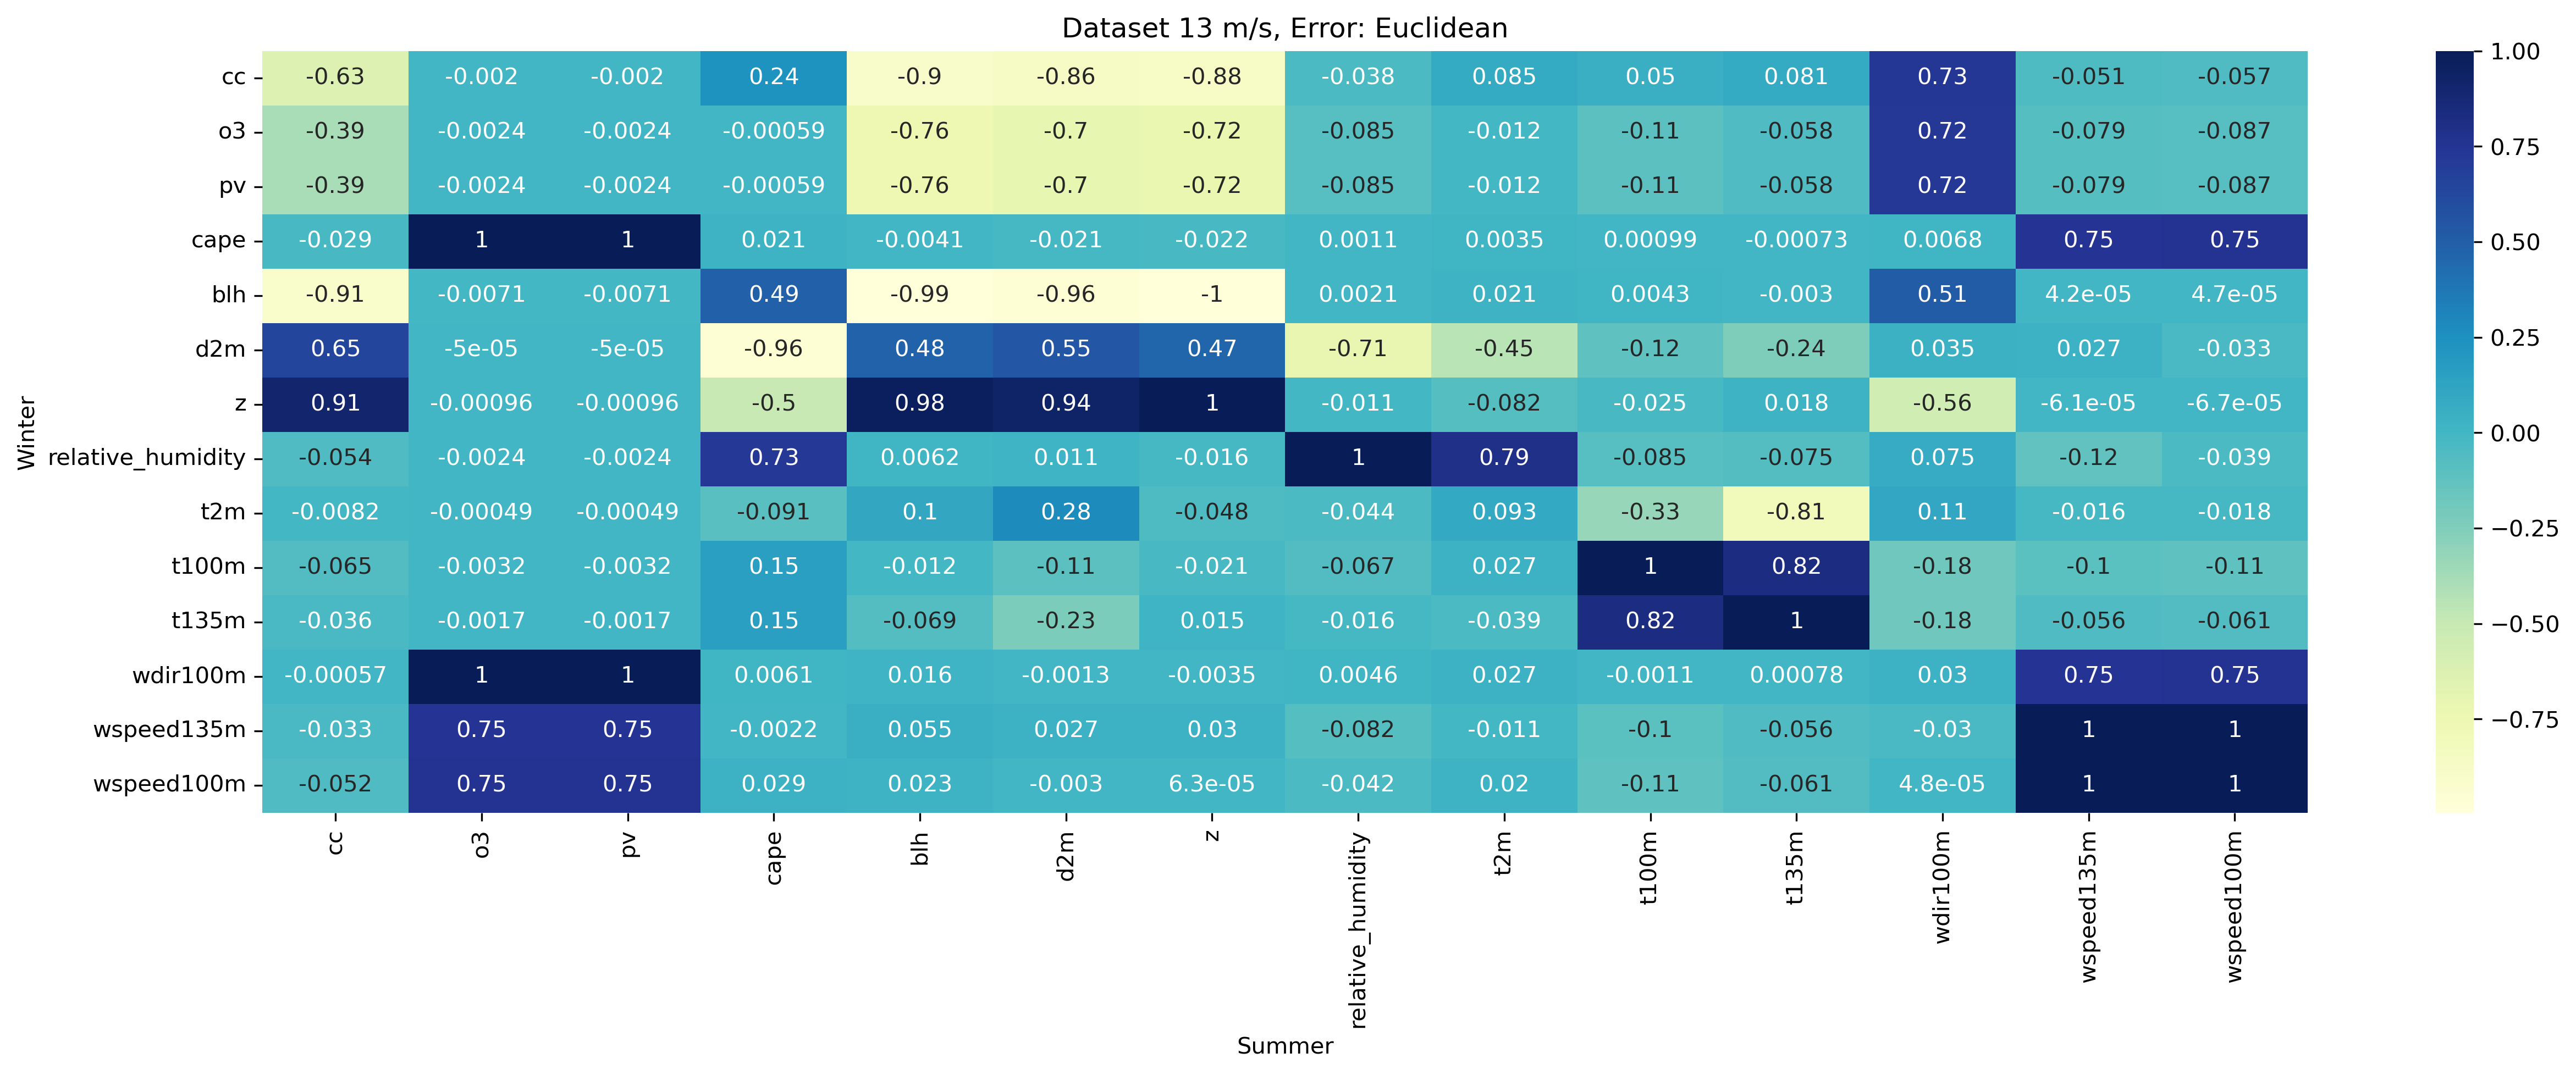 Dataset 13 m/s, Error: Euclidean
cc -0.63 -0.002 -0.002 0.24 -0.9 -0.86 -0.88 -0.038 0.085 0.05 0.081 0.73 -0.051 -0.057
o3 -0.39 -0.0024 -0.0024 -0.00059 -0.76 -0.7 -0.72 -0.085 -0.012 -0.11 -0.058 0.72 -0.079 -0.087
pv -0.39 -0.0024 -0.0024 -0.00059 -0.76 -0.7 -0.72 -0.085 -0.012 -0.11 -0.058 0.72 -0.079 -0.087
cape -0.029 1 1 0.021 -0.0041 -0.021 -0.022 0.0011 0.0035 0.00099 -0.00073 0.0068 0.75 0.75
blh -0.91 -0.0071 -0.0071 0.49 -0.99 -0.96 -1 0.0021 0.021 0.0043 -0.003 0.51 4.2e-05 4.7e-05
d2m 0.65 -5e-05 -5e-05 -0.96 0.48 0.55 0.47 -0.71 -0.45 -0.12 -0.24 0.035 0.027 -0.033
z 0.91 -0.00096 -0.00096 -0.5 0.98 0.94 1 -0.011 -0.082 -0.025 0.018 -0.56 -6.1e-05 -6.7e-05
relative_humidity -0.054 -0.0024 -0.0024 0.73 0.0062 0.011 -0.016 1 0.79 -0.085 -0.075 0.075 -0.12 -0.039
t2m -0.0082 -0.00049 -0.00049 -0.091 0.1 0.28 -0.048 -0.044 0.093 -0.33 -0.81 0.11 -0.016 -0.018
t100m -0.065 -0.0032 -0.0032 0.15 -0.012 -0.11 -0.021 -0.067 0.027 1 0.82 -0.18 -0.1 -0.11
t135m -0.036 -0.0017 -0.0017 0.15 -0.069 -0.23 0.015 -0.016 -0.039 0.82 1 -0.18 -0.056 -0.061
wdir100m -0.00057 1 1 0.0061 0.016 -0.0013 -0.0035 0.0046 0.027 -0.0011 0.00078 0.03 0.75 0.75
wspeed135m -0.033 0.75 0.75 -0.0022 0.055 0.027 0.03 -0.082 -0.011 -0.1 -0.056 -0.03 1 1
wspeed100m -0.052 0.75 0.75 0.029 0.023 -0.003 6.3e-05 -0.042 0.02 -0.11 -0.061 4.8e-05 1 1
cc o3 pv cape blh d2m z relative_humidity t2m t100m t135m wdir100m wspeed135m wspeed100m
Summer
Winter
1.00
0.75
0.50
0.25
0.00
−0.25
−0.50
−0.75